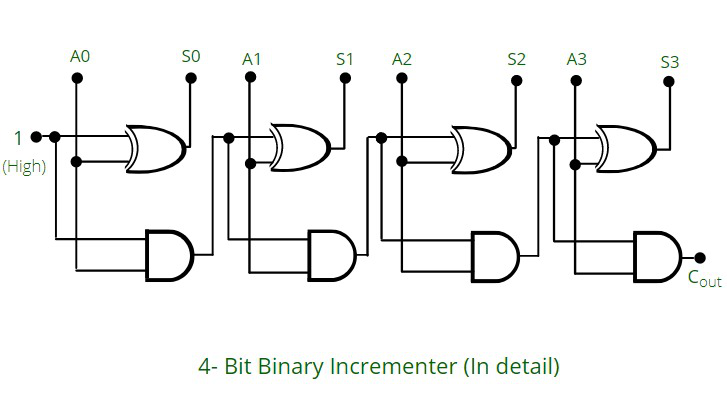 A0
S0
A1
S1
A2
S2
A3
S3
1
(High)
Cout
4- Bit Binary Incrementer (In detail)